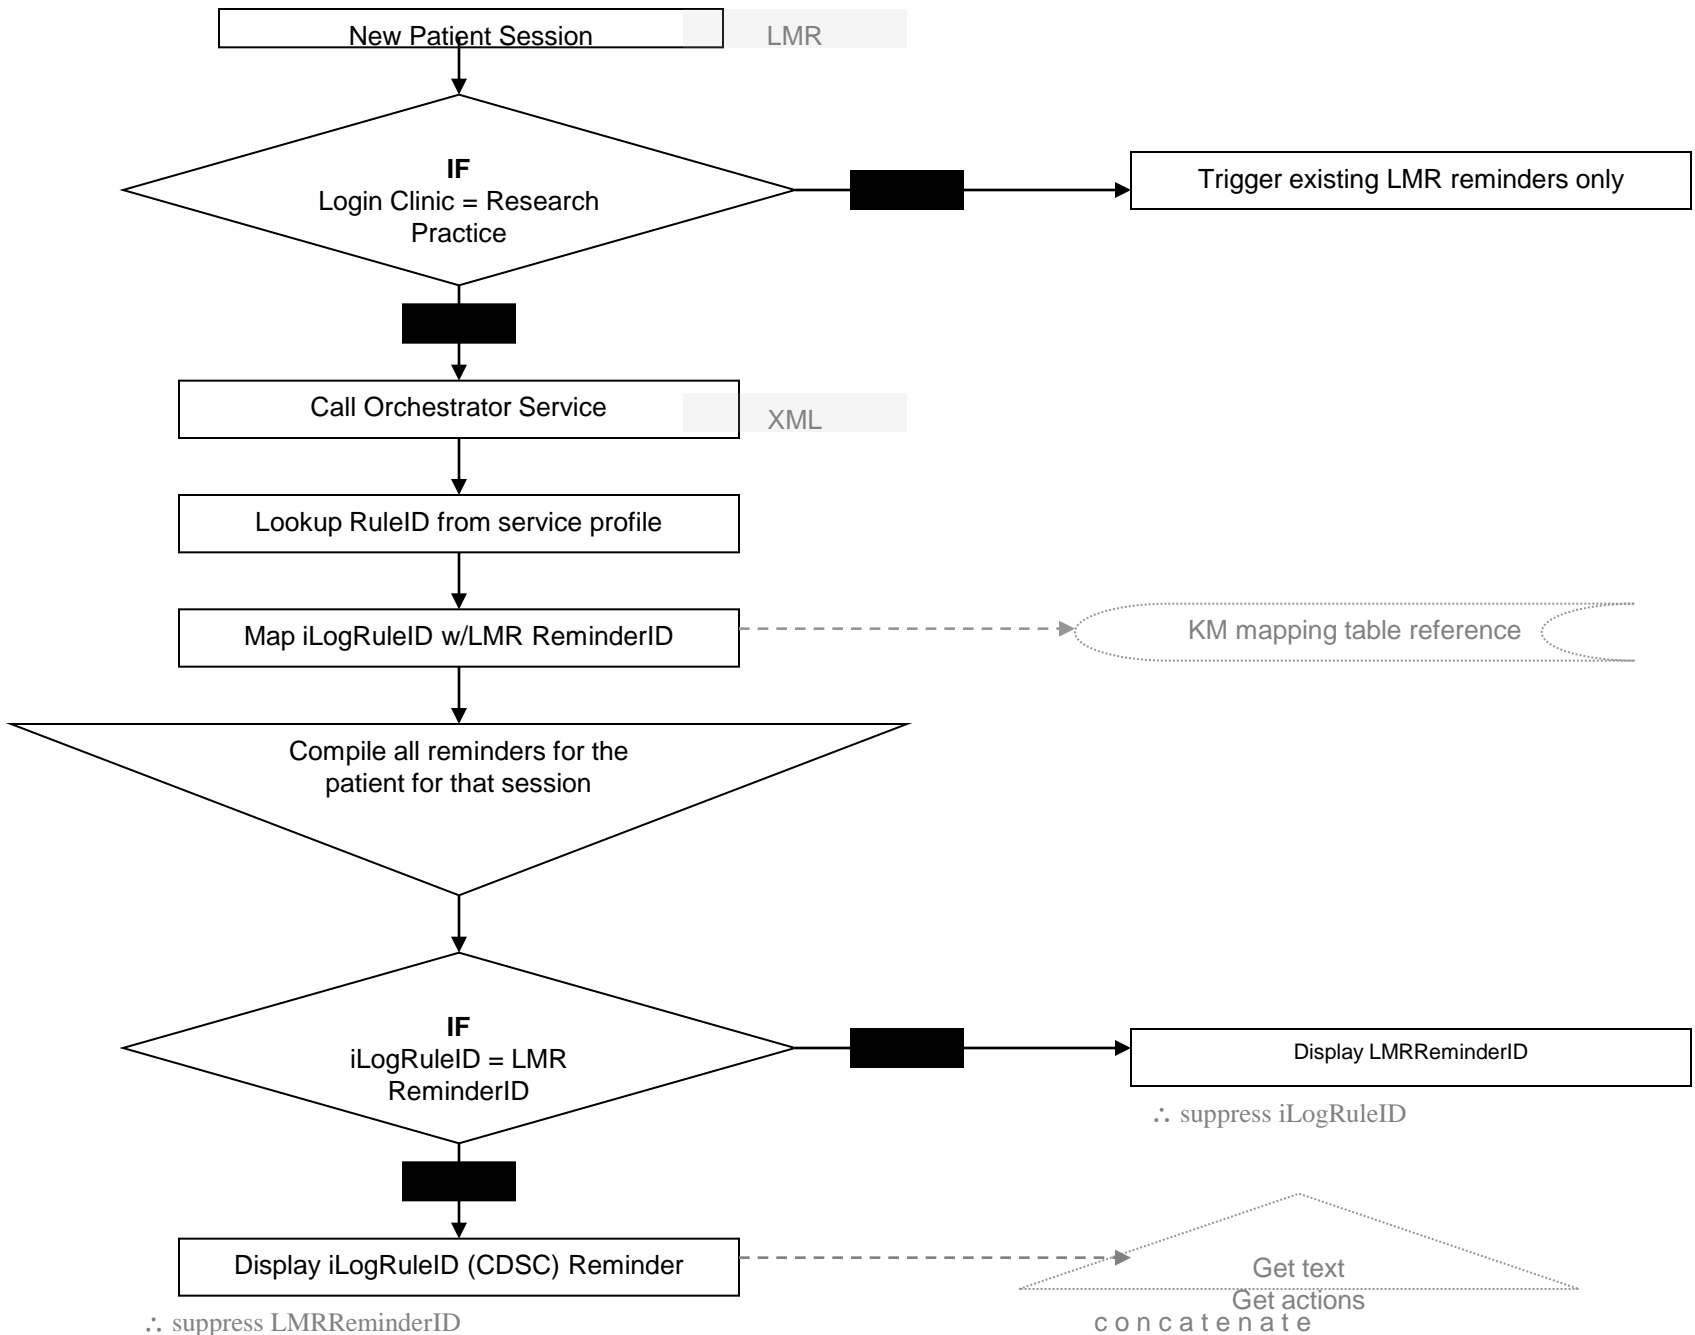 New Patient Session
LMR
IF
Login Clinic = Research
Practice
Trigger existing LMR reminders only
Call Orchestrator Service
XML
Lookup RuleID from service profile
Map iLogRuleID w/LMR ReminderID
KM mapping table reference
Compile all reminders for the
patient for that session
IF
iLogRuleID = LMR
ReminderID
Display LMRReminderID
∴ suppress iLogRuleID
Display iLogRuleID (CDSC) Reminder
Get text
Get actions
concatenate
∴ suppress LMRReminderID